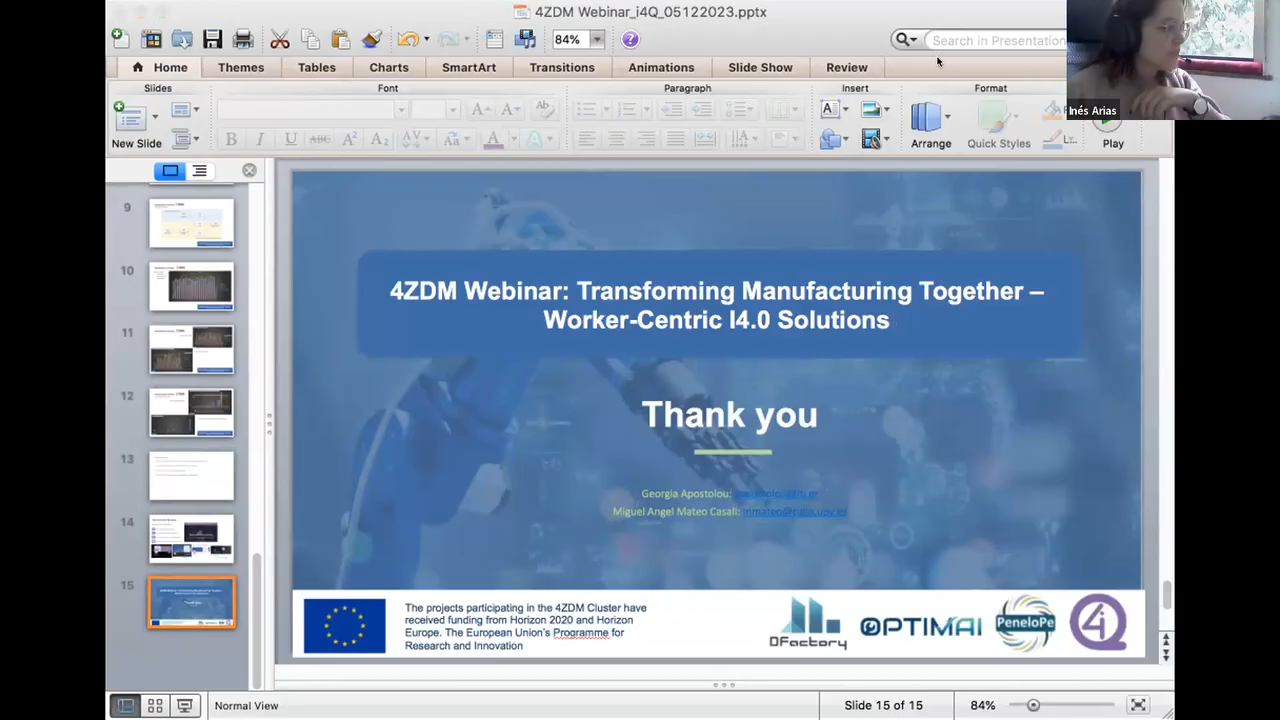 4ZDM Webinar_i4Q_05122023.pptx
84%
Search in Presentation
Home
Themes
Tables
Charts
SmartArt
Transitions
Animations
Slide Show
Review
Inés Arias
Slides
Font
Paragraph
Insert
Format
New Slide
Arrange
Quick Styles
Play
9
10
11
12
13
14
15
4ZDM Webinar: Transforming Manufacturing Together –
Worker-Centric I4.0 Solutions
Thank you
Georgia Apostolou:
Miguel Angel Mateo Casali:
The projects participating in the 4ZDM Cluster have
received funding from Horizon 2020 and Horizon
Europe. The European Union's Programme for
Research and Innovation
DFactory
OPTIMAI
PeneloPe
i4Q
Normal View
Slide 15 of 15
84%